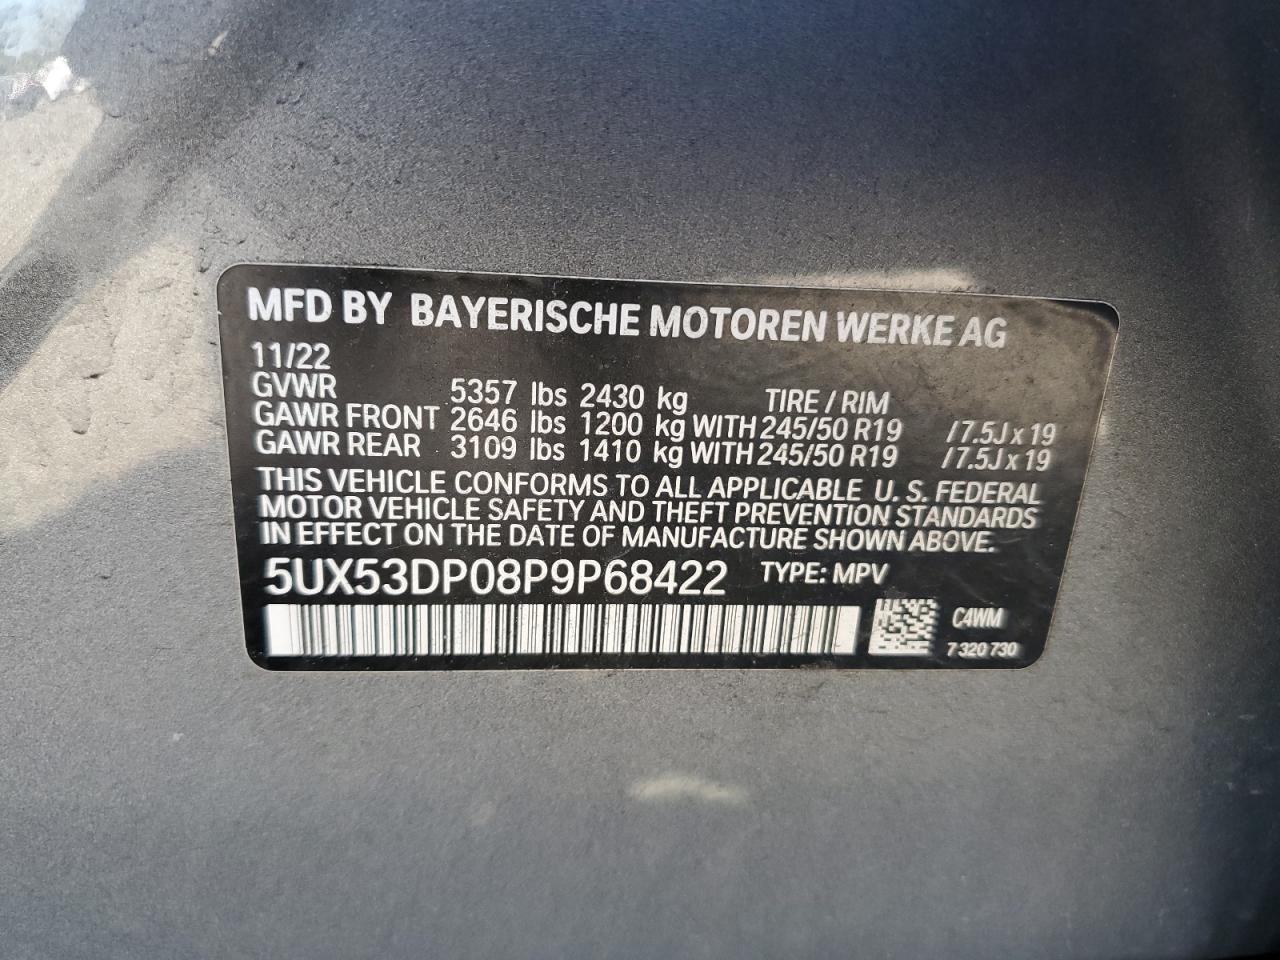 MFD BY BAYERISCHE MOTOREN WERKE AG
11/22
GVWR 5357 lbs 2430 kg TIRE / RIM
GAWR FRONT 2646 lbs 1200 kg WITH 245/50 R19 / 7.5J x 19
GAWR REAR 3109 lbs 1410 kg WITH 245/50 R19 / 7.5J x 19
THIS VEHICLE CONFORMS TO ALL APPLICABLE U. S. FEDERAL
MOTOR VEHICLE SAFETY AND THEFT PREVENTION STANDARDS
IN EFFECT ON THE DATE OF MANUFACTURE SHOWN ABOVE.
5UX53DP08P9P68422 TYPE: MPV
C4WM
7 320 730